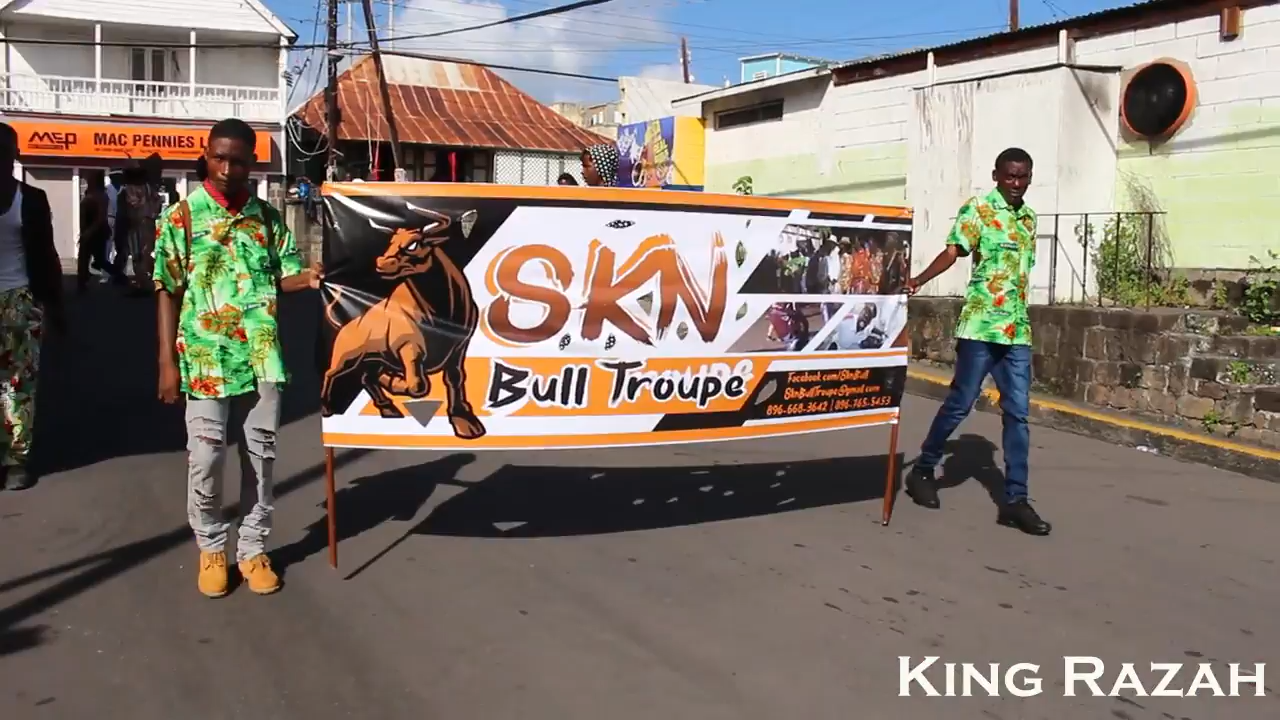 MSP
MAC PENNIES L
SKN
Bull Troupe
Facebook.com/SknBull
SknBullTroupe@gmail.com
896-668-3642 | 896-765-5453
KING RAZAH